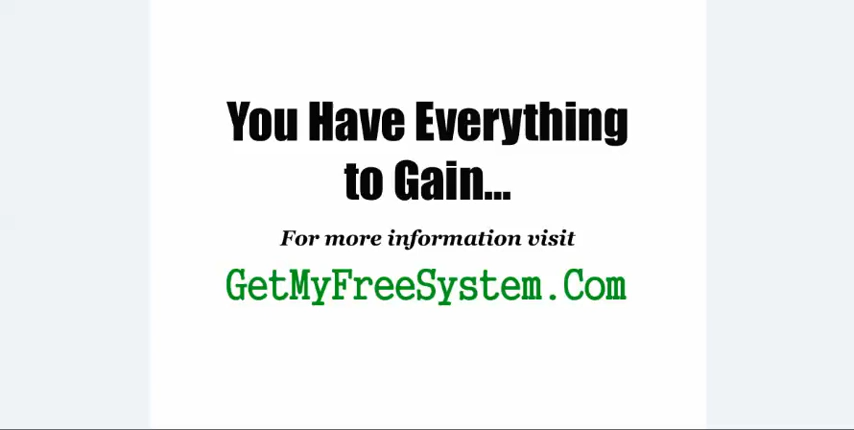 You Have Everything
to Gain...
For more information visit
GetMyFreeSystem.Com